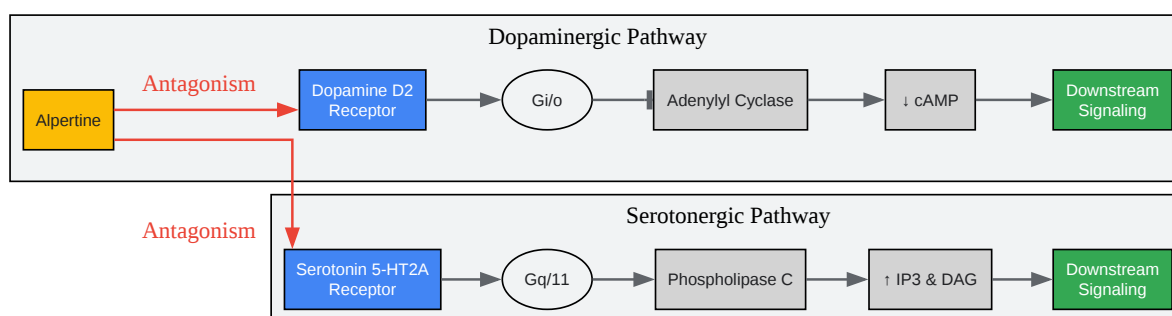 Dopaminergic Pathway
Antagonism
Alpertine
Dopamine D2
Receptor
Gi/o
Adenylyl Cyclase
↓ cAMP
Downstream
Signaling
Serotonergic Pathway
Antagonism
Serotonin 5-HT2A
Receptor
Gq/11
Phospholipase C
↑ IP3 & DAG
Downstream
Signaling